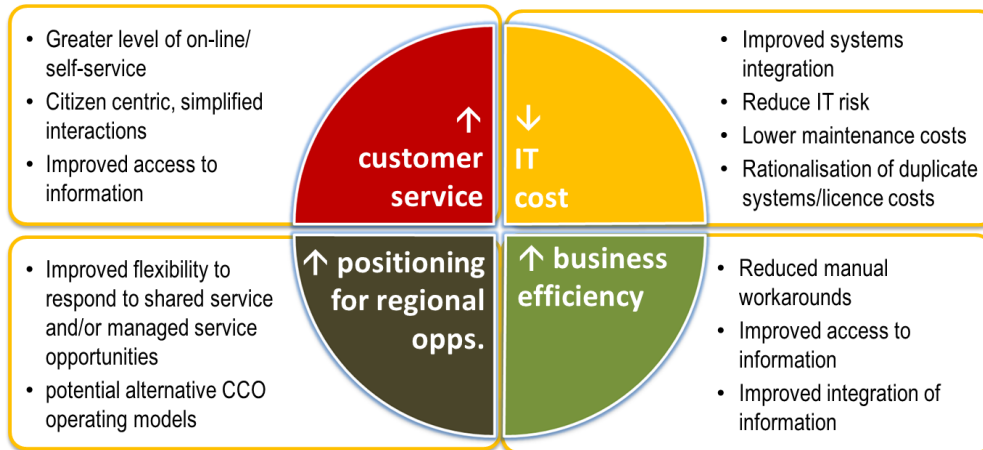 • Greater level of on-line/
self-service
• Citizen centric, simplified
interactions
• Improved access to
information
↑
customer
service
↓
IT
cost
• Improved systems
integration
• Reduce IT risk
• Lower maintenance costs
• Rationalisation of duplicate
systems/licence costs
• Improved flexibility to
respond to shared service
and/or managed service
opportunities
• potential alternative CCO
operating models
↑ positioning
for regional
opps.
↑ business
efficiency
• Reduced manual
workarounds
• Improved access to
information
• Improved integration of
information